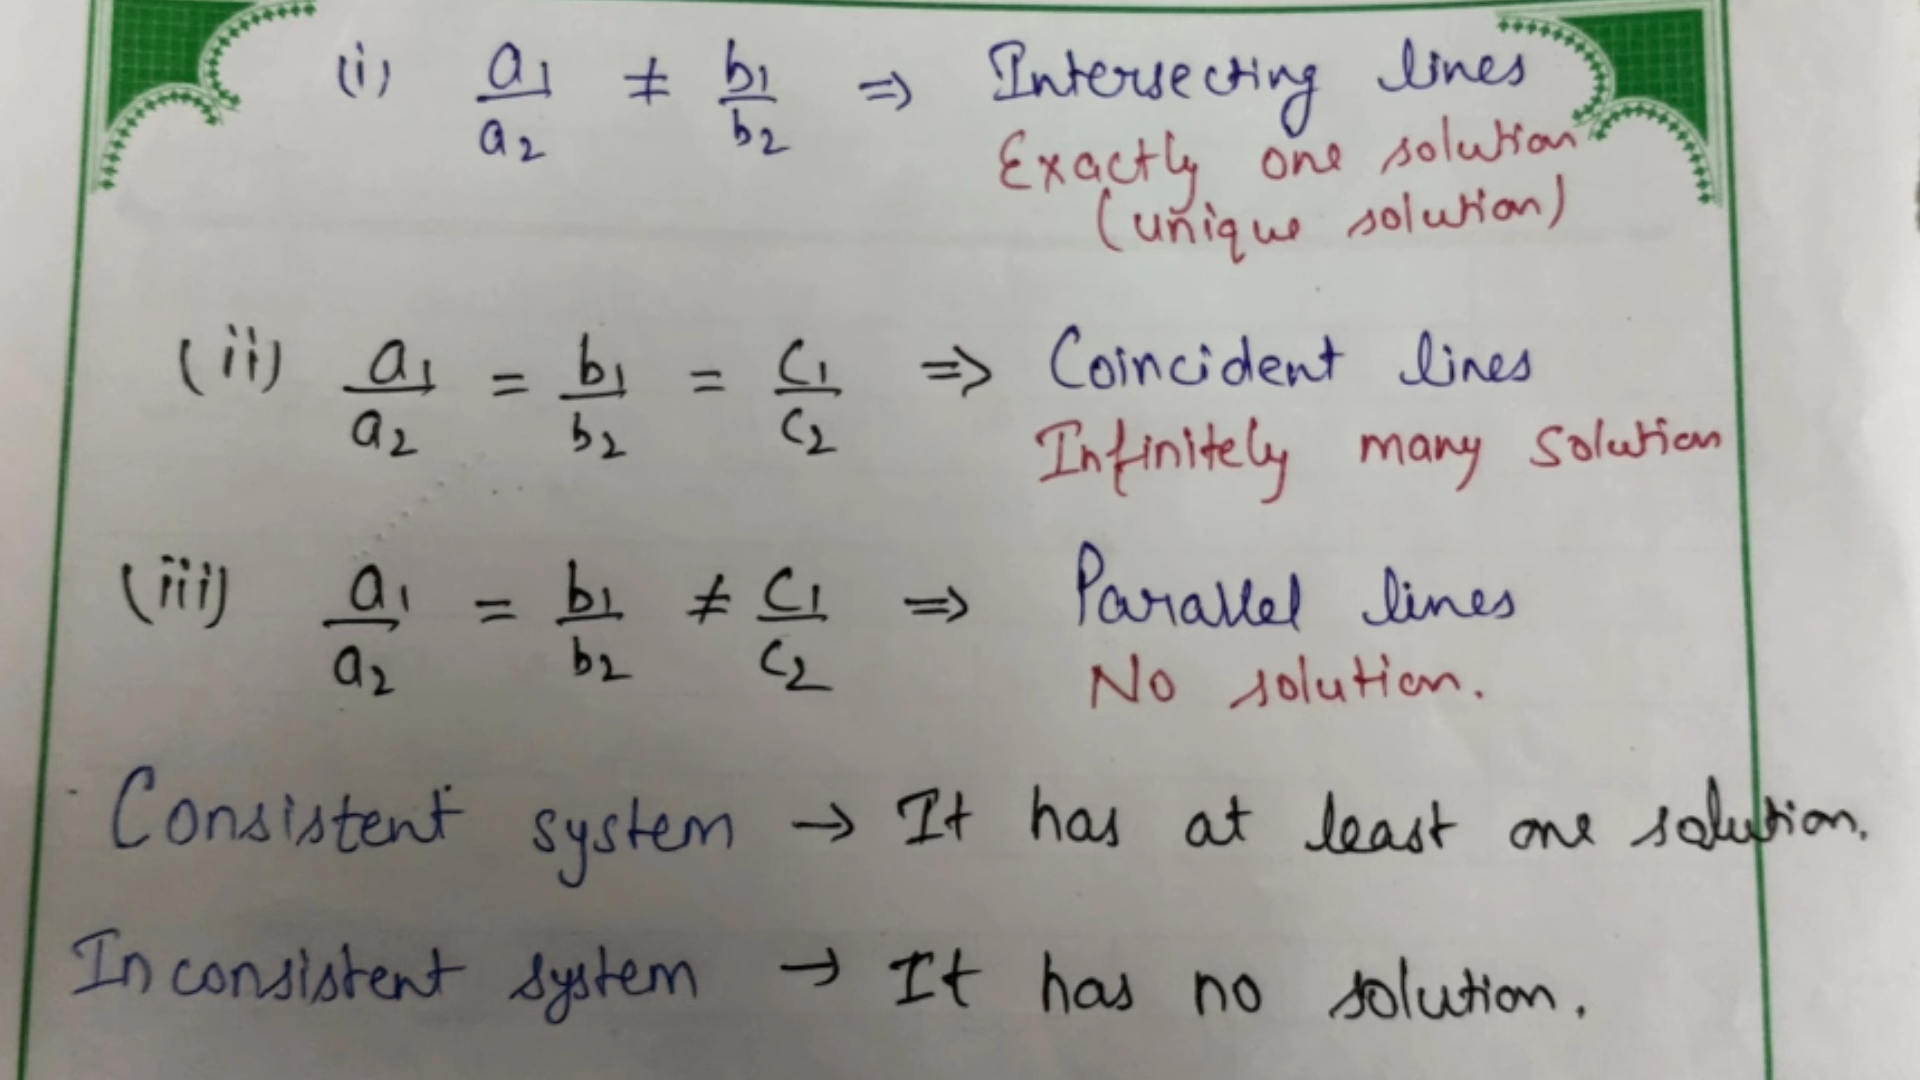 (i) a₁/a₂ ≠ b₁/b₂ ⇒ Intersecting lines
Exactly one solution
(unique solution)
(ii) a₁/a₂ = b₁/b₂ = c₁/c₂ ⇒ Coincident lines
Infinitely many solution
(iii) a₁/a₂ = b₁/b₂ ≠ c₁/c₂ ⇒ Parallel lines
No solution.
Consistent system → It has at least one solution.
Inconsistent system → It has no solution.